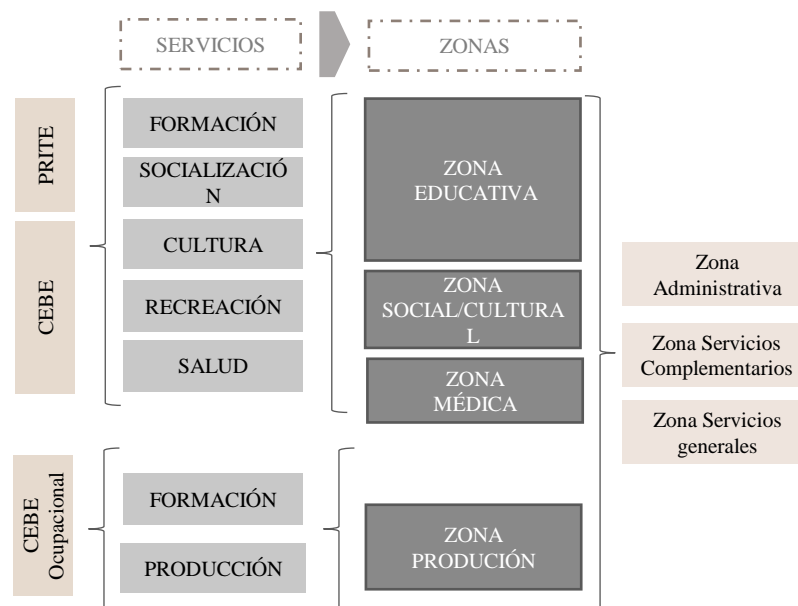 SERVICIOS
ZONAS
PRITE
CEBE
FORMACIÓN
SOCIALIZACIÓ
N
CULTURA
RECREACIÓN
SALUD
ZONA
EDUCATIVA
ZONA
SOCIAL/CULTURA
L
ZONA
MÉDICA
Zona
Administrativa
Zona Servicios
Complementarios
Zona Servicios
generales
CEBE
Ocupacional
FORMACIÓN
PRODUCCIÓN
ZONA
PRODUCIÓN